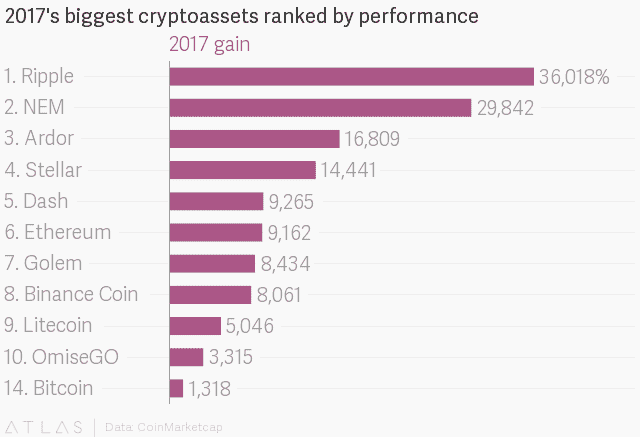 2017's biggest cryptoassets ranked by performance
2017 gain
1. Ripple 36,018%
2. NEM 29,842
3. Ardor 16,809
4. Stellar 14,441
5. Dash 9,265
6. Ethereum 9,162
7. Golem 8,434
8. Binance Coin 8,061
9. Litecoin 5,046
10. OmiseGO 3,315
14. Bitcoin 1,318
ATLAS | Data: CoinMarketcap